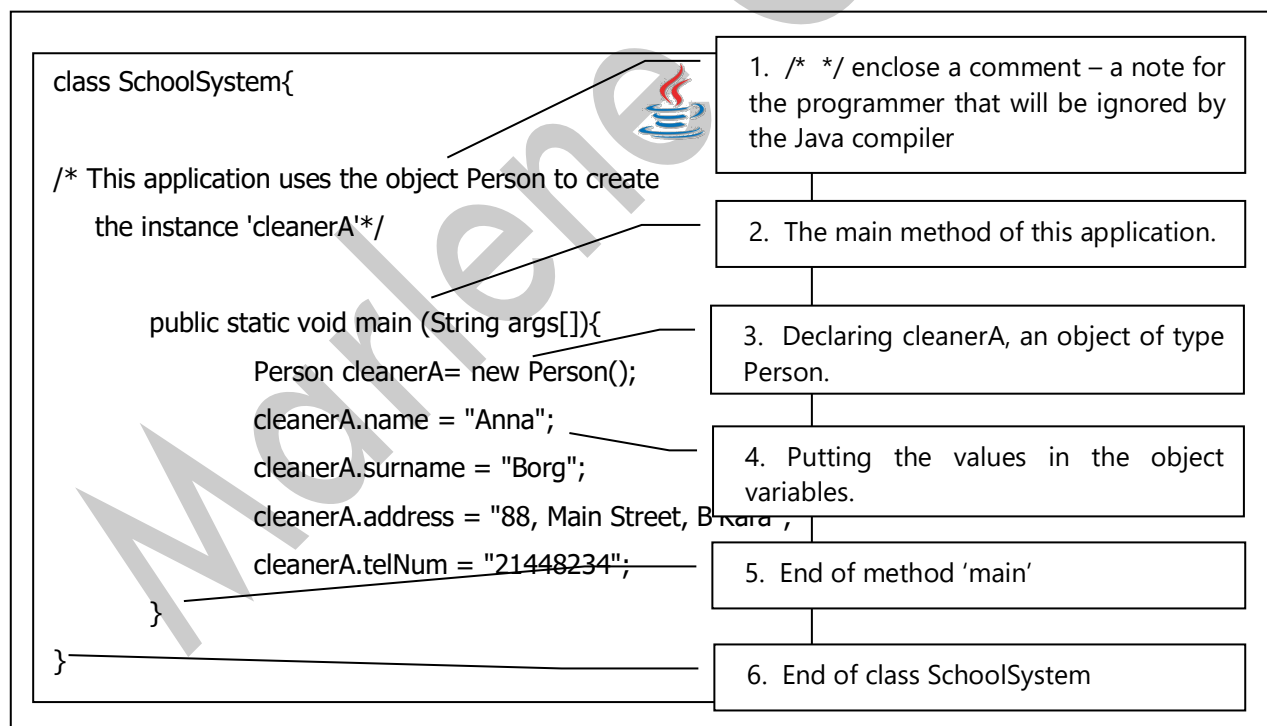 class SchoolSystem{
/* This application uses the object Person to create
the instance 'cleanerA'*/
public static void main (String args[]){
Person cleanerA= new Person();
cleanerA.name = "Anna";
cleanerA.surname = "Borg";
cleanerA.address = "88, Main Street, B'Kara";
cleanerA.telNum = "21448234";
}
}
1. /* */ enclose a comment – a note for
the programmer that will be ignored by
the Java compiler
2. The main method of this application.
3. Declaring cleanerA, an object of type
Person.
4. Putting the values in the object
variables.
5. End of method ‘main’
6. End of class SchoolSystem
Marlene